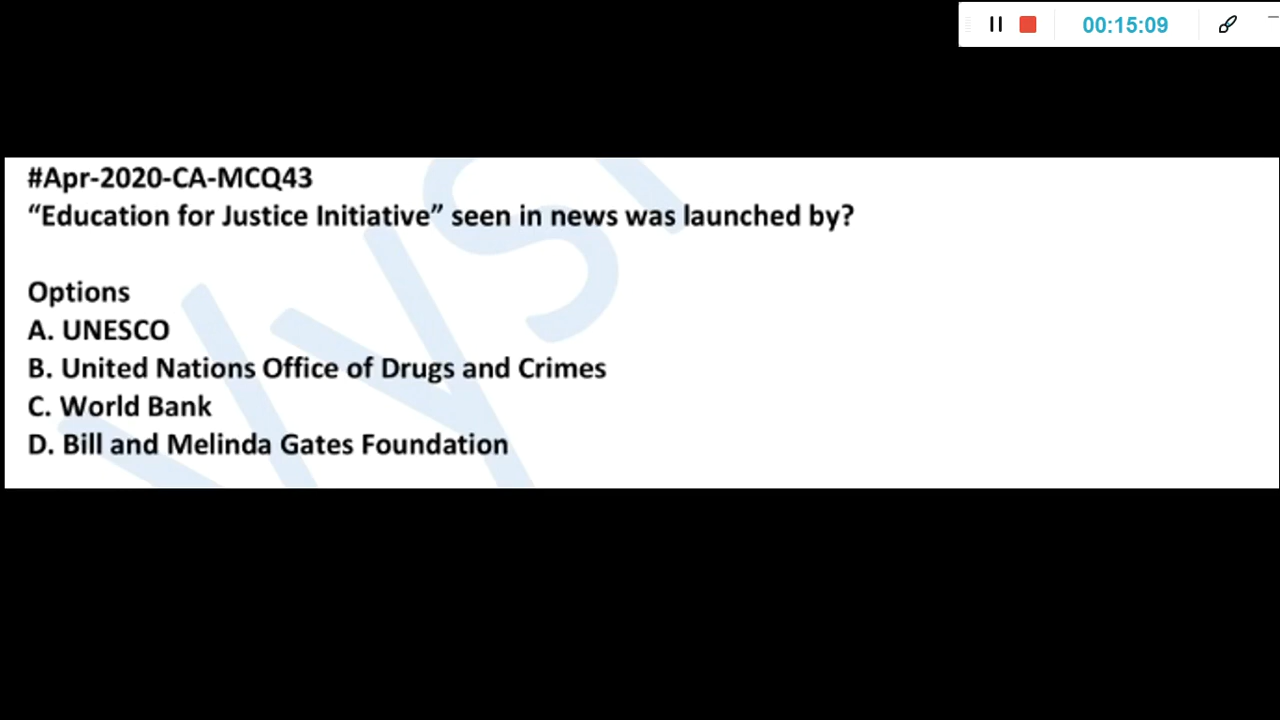 00:15:09
#Apr-2020-CA-MCQ43
“Education for Justice Initiative” seen in news was launched by?
Options
A. UNESCO
B. United Nations Office of Drugs and Crimes
C. World Bank
D. Bill and Melinda Gates Foundation